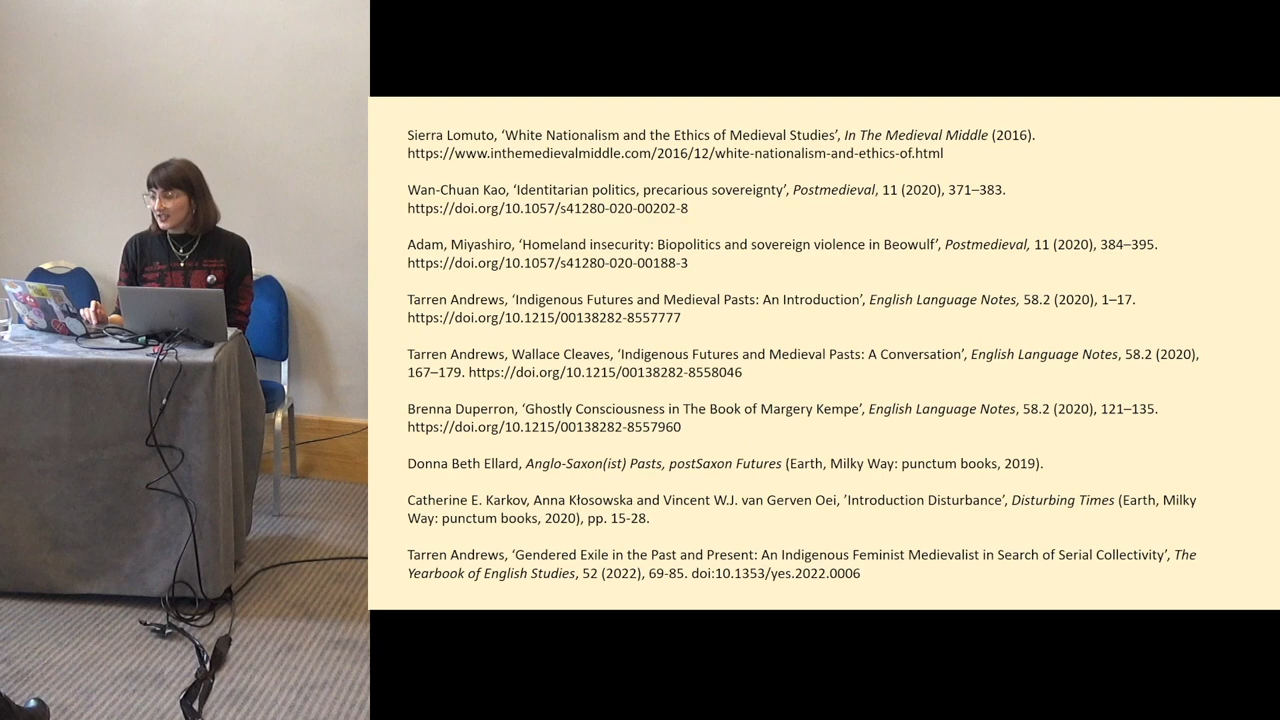 Sierra Lomuto, ‘White Nationalism and the Ethics of Medieval Studies’, In The Medieval Middle (2016).
https://www.inthemedievalmiddle.com/2016/12/white-nationalism-and-ethics-of.html
Wan-Chuan Kao, ‘Identitarian politics, precarious sovereignty’, Postmedieval, 11 (2020), 371–383.
https://doi.org/10.1057/s41280-020-00202-8
Adam, Miyashiro, ‘Homeland insecurity: Biopolitics and sovereign violence in Beowulf’, Postmedieval, 11 (2020), 384–395.
https://doi.org/10.1057/s41280-020-00188-3
Tarren Andrews, ‘Indigenous Futures and Medieval Pasts: An Introduction’, English Language Notes, 58.2 (2020), 1–17.
https://doi.org/10.1215/00138282-8557777
Tarren Andrews, Wallace Cleaves, ‘Indigenous Futures and Medieval Pasts: A Conversation’, English Language Notes, 58.2 (2020),
167–179. https://doi.org/10.1215/00138282-8558046
Brenna Duperron, ‘Ghostly Consciousness in The Book of Margery Kempe’, English Language Notes, 58.2 (2020), 121–135.
https://doi.org/10.1215/00138282-8557960
Donna Beth Ellard, Anglo-Saxon(ist) Pasts, postSaxon Futures (Earth, Milky Way: punctum books, 2019).
Catherine E. Karkov, Anna Kłosowska and Vincent W.J. van Gerven Oei, ’Introduction Disturbance’, Disturbing Times (Earth, Milky
Way: punctum books, 2020), pp. 15-28.
Tarren Andrews, ‘Gendered Exile in the Past and Present: An Indigenous Feminist Medievalist in Search of Serial Collectivity’, The
Yearbook of English Studies, 52 (2022), 69-85. doi:10.1353/yes.2022.0006